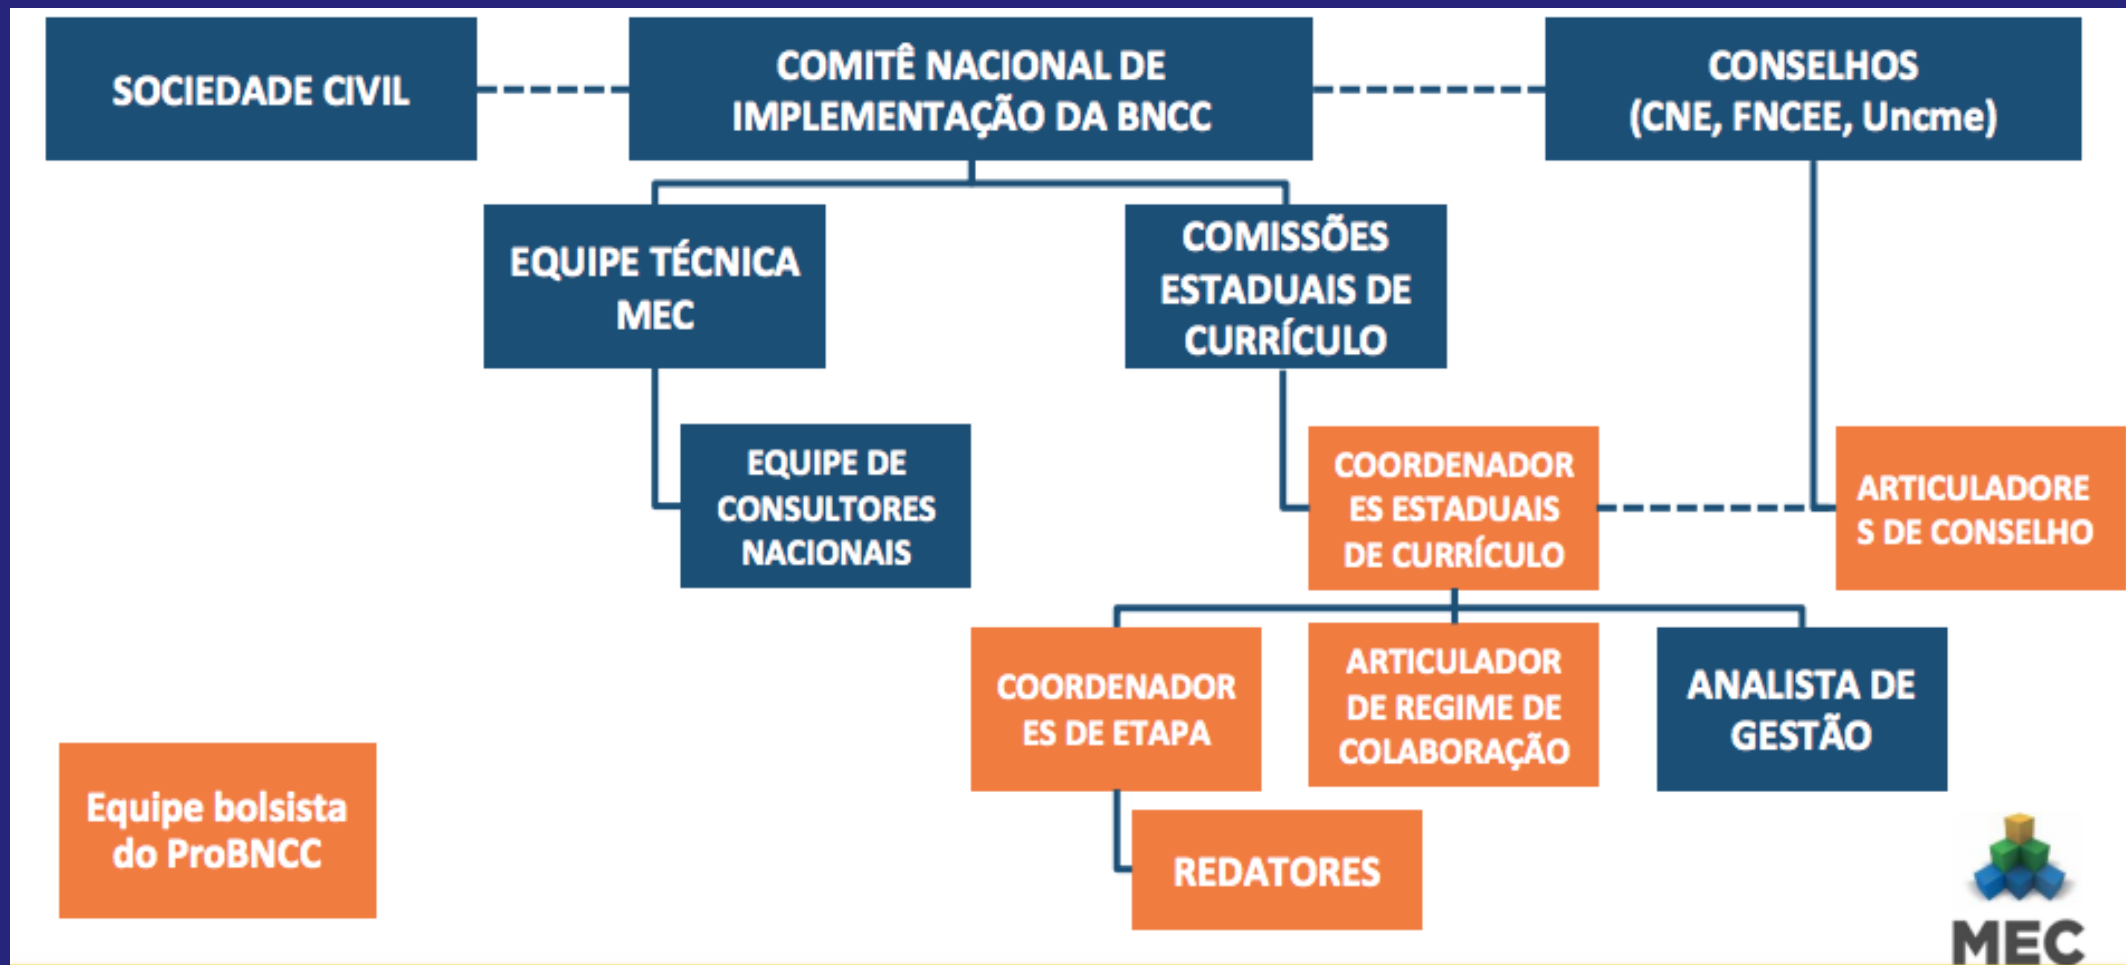 SOCIEDADE CIVIL
COMITÊ NACIONAL DE
IMPLEMENTAÇÃO DA BNCC
CONSELHOS
(CNE, FNCEE, Uncme)
EQUIPE TÉCNICA
MEC
COMISSÕES
ESTADUAIS DE
CURRÍCULO
EQUIPE DE
CONSULTORES
NACIONAIS
COORDENADOR
ES ESTADUAIS
DE CURRÍCULO
ARTICULADORE
S DE CONSELHO
COORDENADOR
ES DE ETAPA
ARTICULADOR
DE REGIME DE
COLABORAÇÃO
ANALISTA DE
GESTÃO
Equipe bolsista
do ProBNCC
REDATORES
MEC